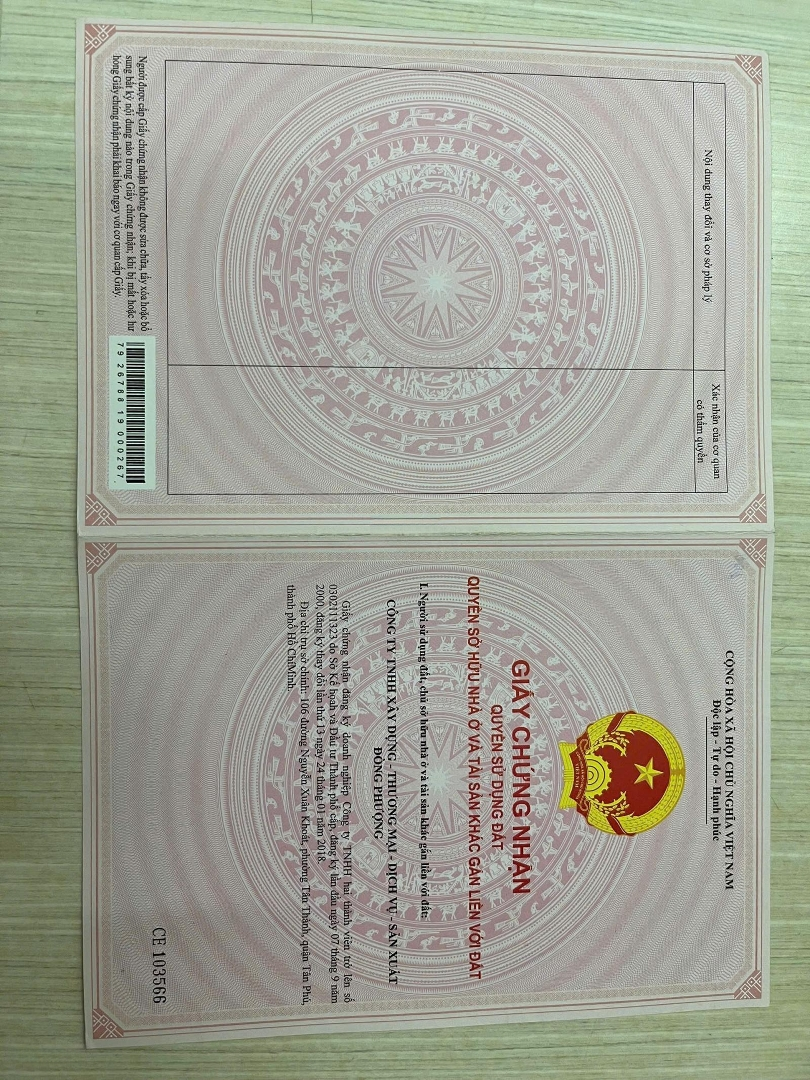 Nội dung thay đổi và cơ sở pháp lý
Xác nhận của cơ quan
có thẩm quyền
Người được cấp Giấy chứng nhận không được sửa chữa, tẩy xóa hoặc bổ
sung bất kỳ nội dung nào trong Giấy chứng nhận; khi bị mất hoặc hư
hỏng Giấy chứng nhận phải khai báo ngay với cơ quan cấp Giấy.
79 26788 19 000267
CỘNG HÒA XÃ HỘI CHỦ NGHĨA VIỆT NAM
Độc lập - Tự do - Hạnh phúc
GIẤY CHỨNG NHẬN
QUYỀN SỬ DỤNG ĐẤT
QUYỀN SỞ HỮU NHÀ Ở VÀ TÀI SẢN KHÁC GẮN LIỀN VỚI ĐẤT
I. Người sử dụng đất, chủ sở hữu nhà ở và tài sản khác gắn liền với đất:
CÔNG TY TNHH XÂY DỰNG - THƯƠNG MẠI - DỊCH VỤ - SẢN XUẤT
ĐÔNG PHƯỢNG
Giấy chứng nhận đăng ký doanh nghiệp Công ty TNHH hai thành viên trở lên số
0302111323 do Sở Kế hoạch và Đầu tư Thành phố cấp, đăng ký lần đầu ngày 07 tháng 9 năm
2000, đăng ký thay đổi lần thứ 13 ngày 24 tháng 01 năm 2018.
Địa chỉ trụ sở chính: 106 đường Nguyễn Xuân Khoát, phường Tân Thành, quận Tân Phú,
thành phố Hồ Chí Minh.
CE 103566